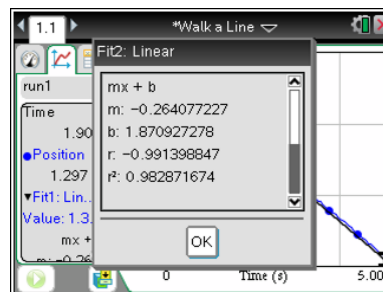 1.1
*Walk a Line
Fit2: Linear
run1
Time
1.90
Position
1.297
Fit1: Lin..
Value: 1.3.
mx +
mx + b
m: -0.264077227
b: 1.870927278
r: -0.991398847
r²: 0.982871674
OK
0
Time (s)
5.00